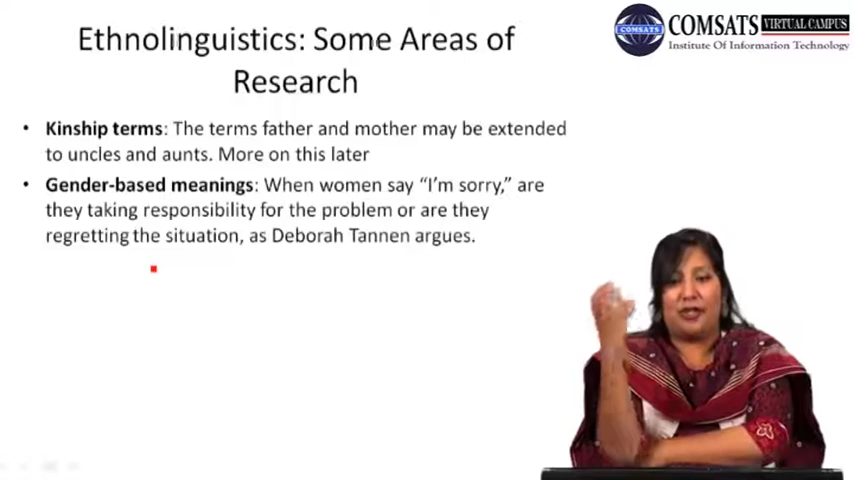 Ethnolinguistics: Some Areas of
Research
COMSATS VIRTUAL CAMPUS
COMSATS
Institute Of Information Technology
• Kinship terms: The terms father and mother may be extended
to uncles and aunts. More on this later
• Gender-based meanings: When women say “I’m sorry,” are
they taking responsibility for the problem or are they
regretting the situation, as Deborah Tannen argues.